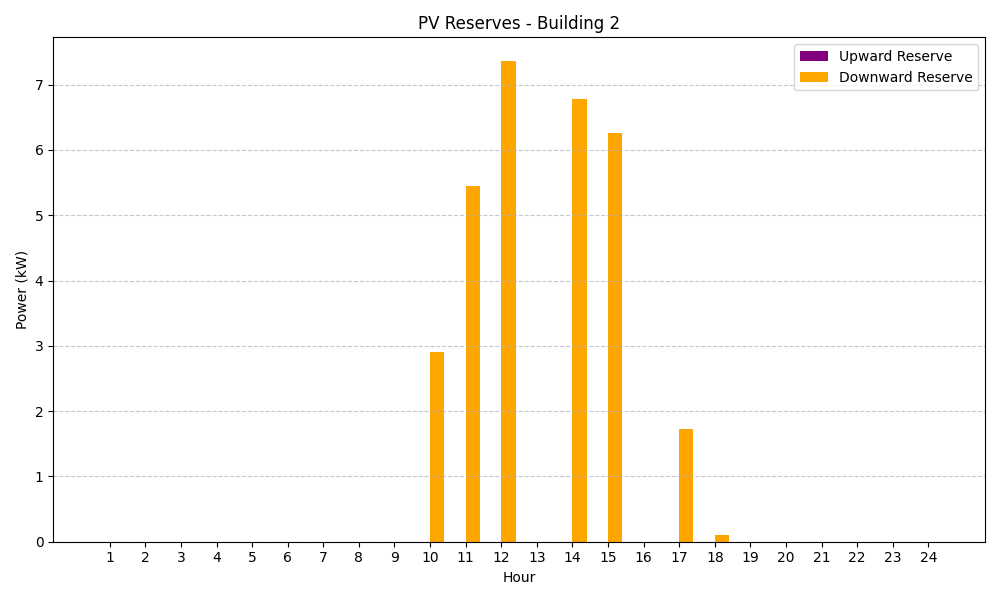 PV Reserves - Building 2
Upward Reserve
Downward Reserve
Power (kW)
7
6
5
4
3
2
1
0
1 2 3 4 5 6 7 8 9 10 11 12 13 14 15 16 17 18 19 20 21 22 23 24
Hour